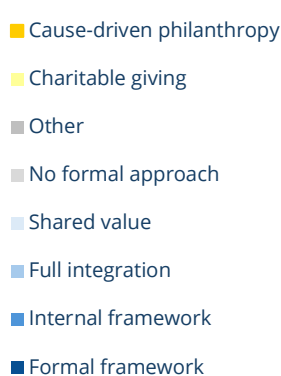 Cause-driven philanthropy
Charitable giving
Other
No formal approach
Shared value
Full integration
Internal framework
Formal framework